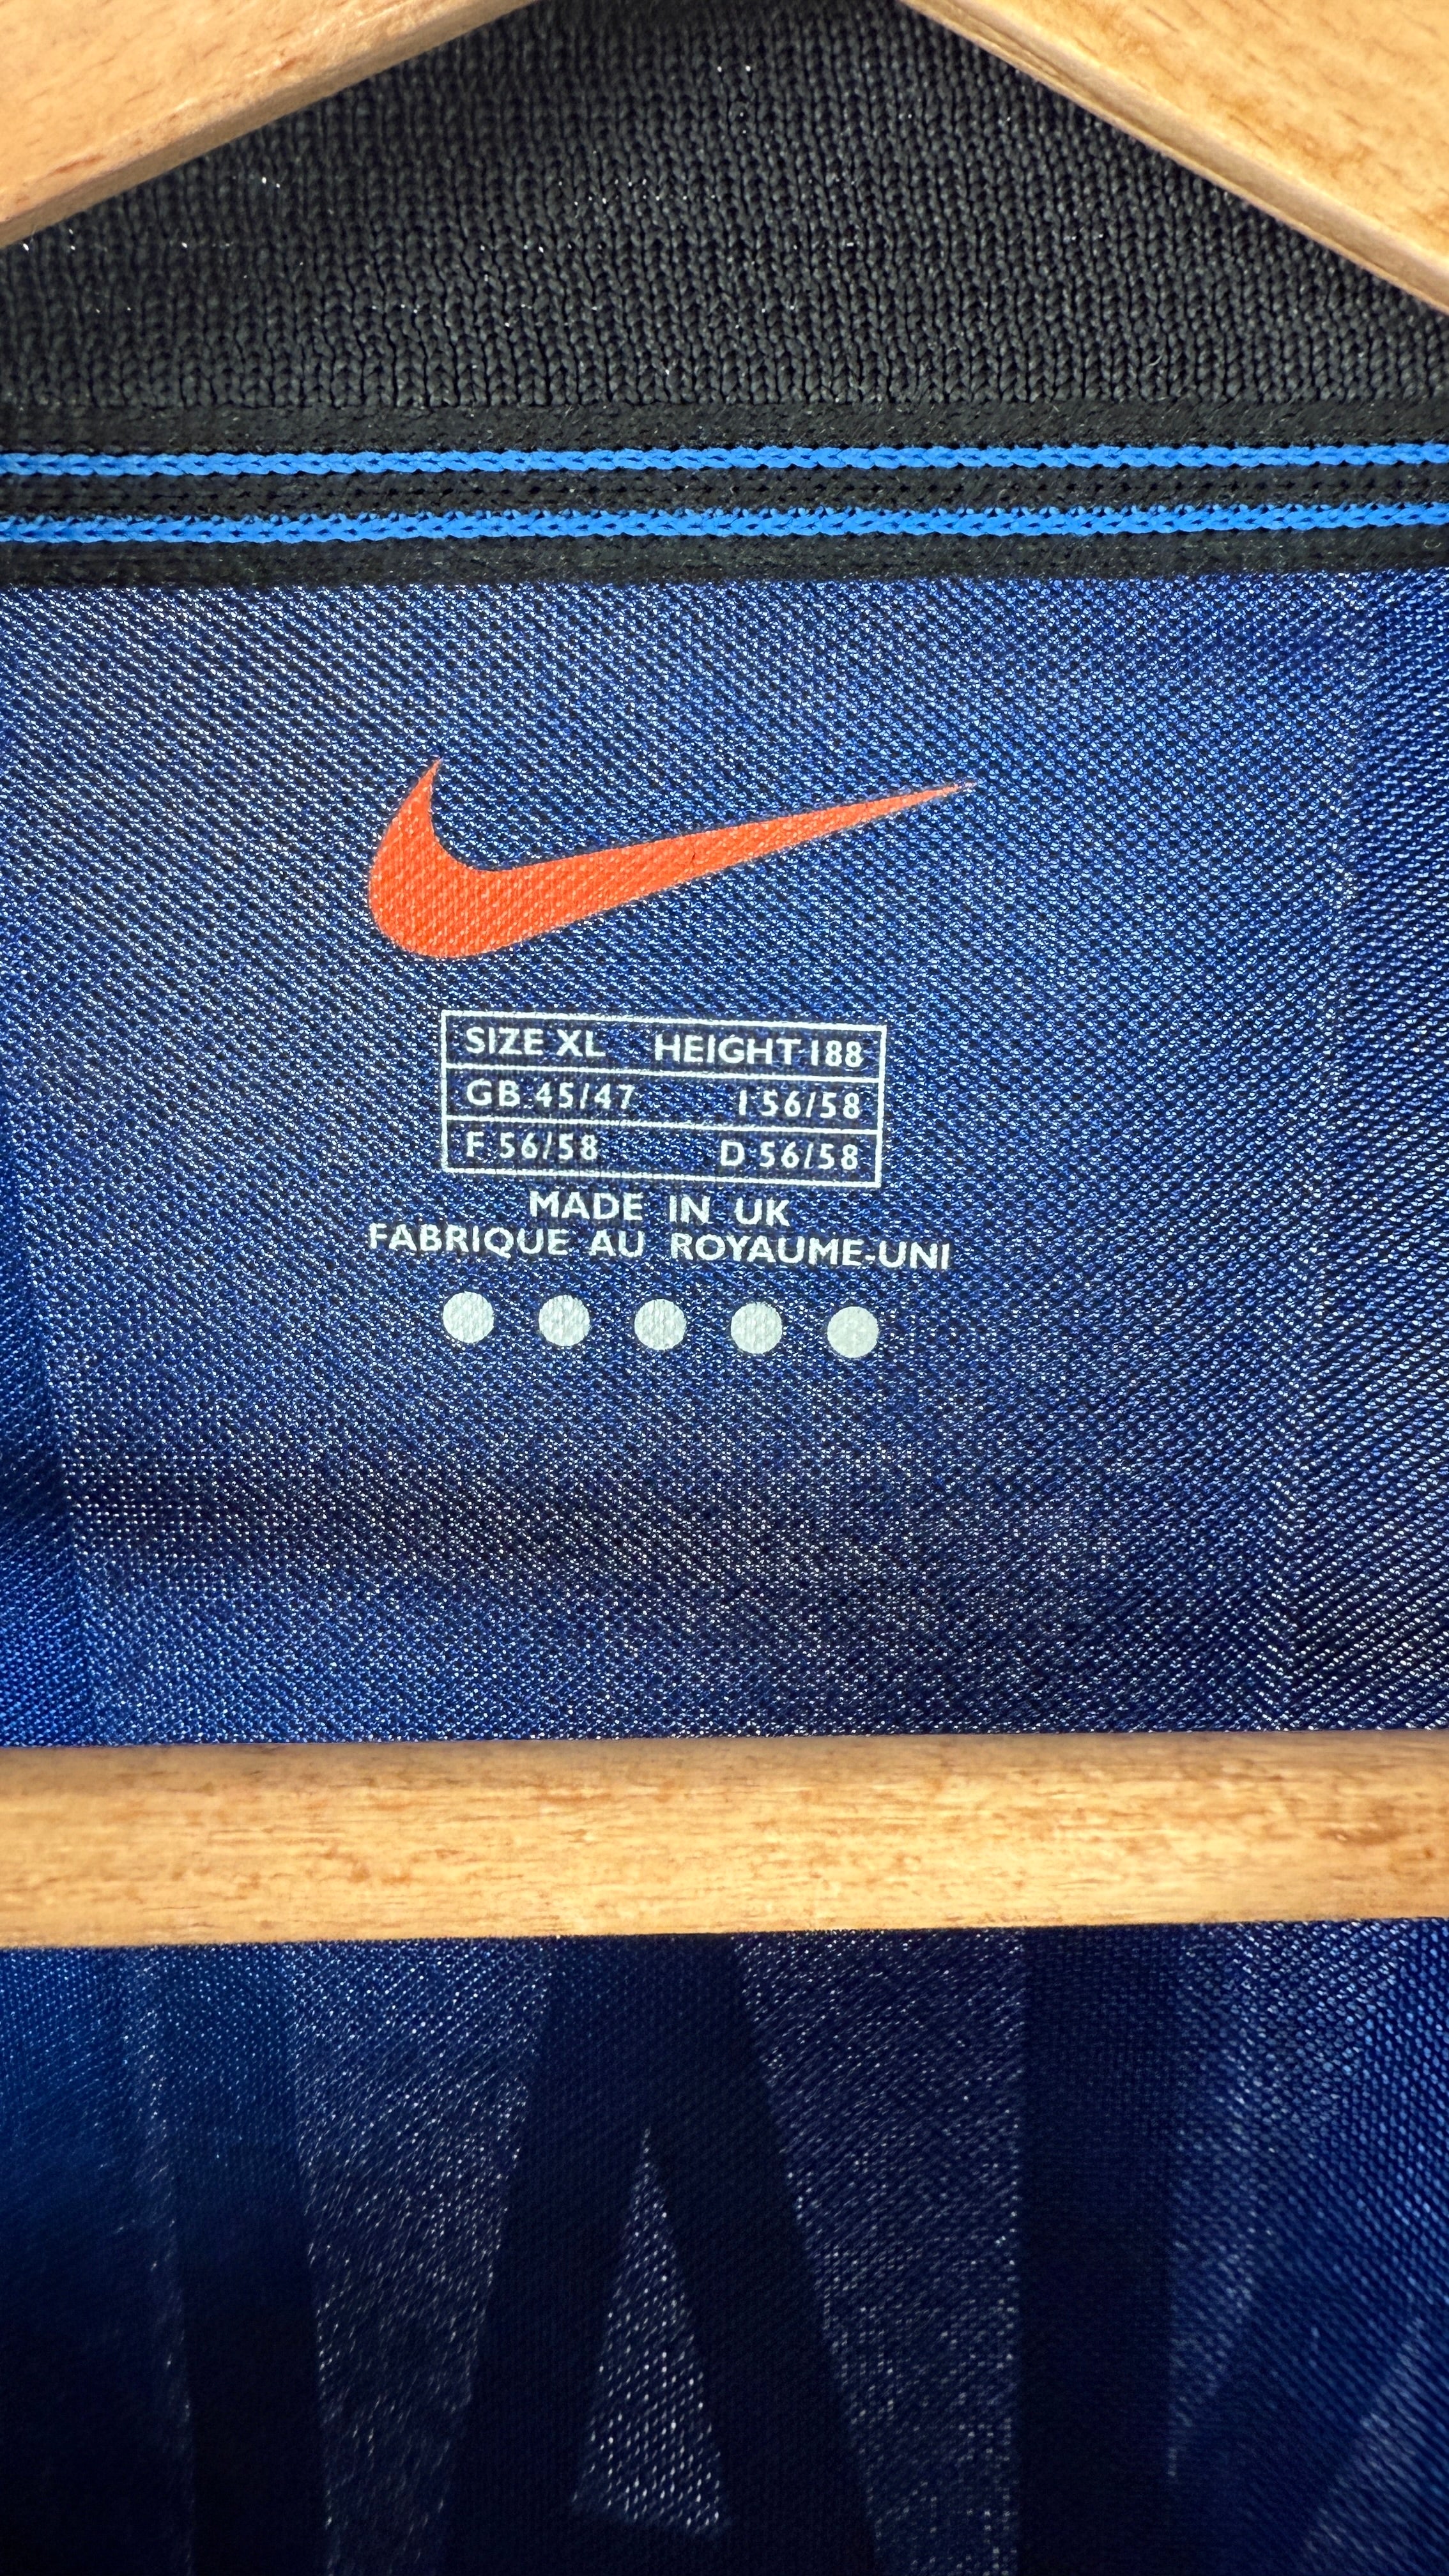 SIZE XL HEIGHT 188
GB 45/47 I 56/58
F 56/58 D 56/58
MADE IN UK
FABRIQUE AU ROYAUME-UNI